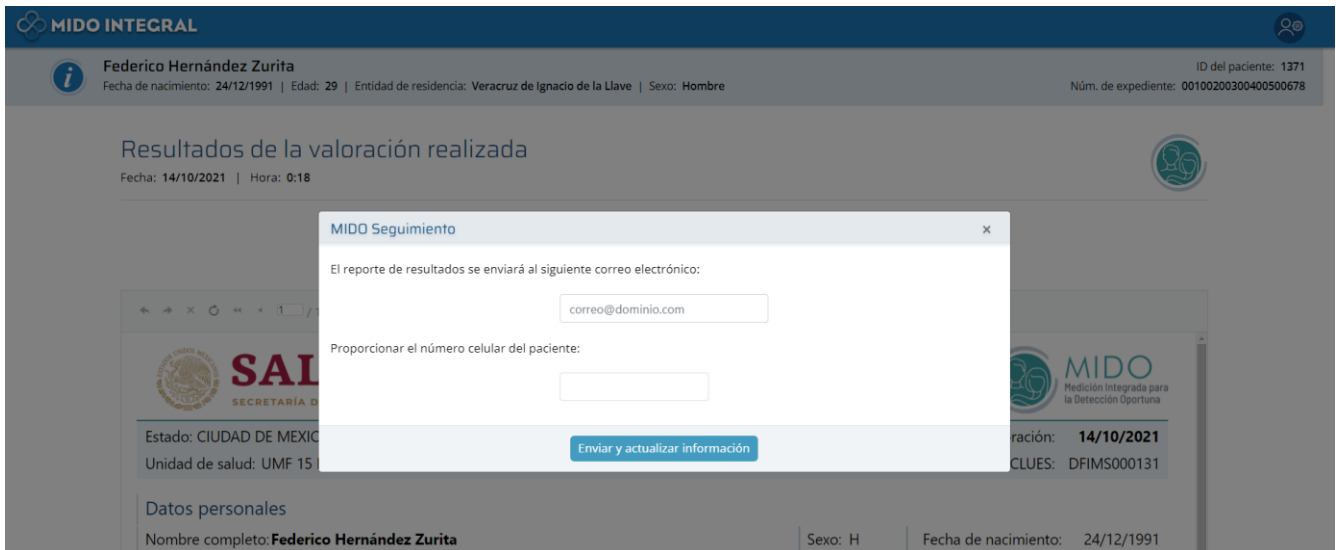 MIDO INTEGRAL
Federico Hernández Zurita
Fecha de nacimiento: 24/12/1991 | Edad: 29 | Entidad de residencia: Veracruz de Ignacio de la Llave | Sexo: Hombre
ID del paciente: 1371
Núm. de expediente: 00100200300400500678
Resultados de la valoración realizada
Fecha: 14/10/2021 | Hora: 0:18
MIDO Seguimiento
El reporte de resultados se enviará al siguiente correo electrónico:
correo@dominio.com
Proporcionar el número celular del paciente:
Enviar y actualizar información
1 /
SAL
SECRETARÍA D
MIDO
Medición Integrada para
la Detección Oportuna
Estado: CIUDAD DE MEXIC
ración: 14/10/2021
Unidad de salud: UMF 15
CLUES: DFIMS000131
Datos personales
Nombre completo: Federico Hernández Zurita
Sexo: H
Fecha de nacimiento: 24/12/1991